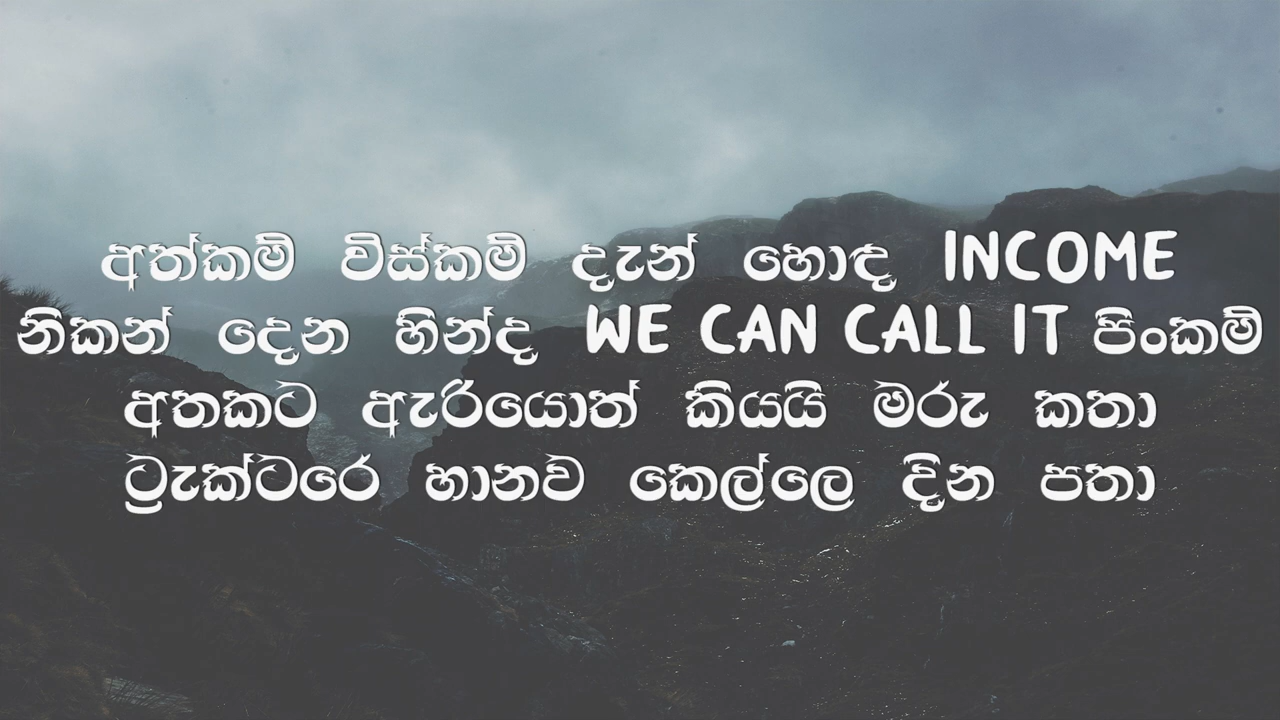 අත්කම් විස්කම් දැන් හොඳ INCOME
නිකන් දෙන හින්ද WE CAN CALL IT පිංකම්
අතකට ඇරියොත් කියයි මරු කතා
ට්‍රැක්ටරෙ හානව කෙල්ලෙ දින පතා